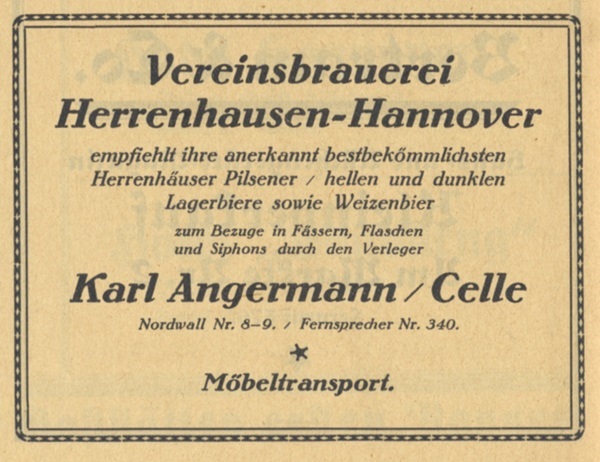 Vereinsbrauerei
Herrenhausen-Hannover
empfiehlt ihre anerkannt bestbekömmlichsten
Herrenhäuser Pilsener / hellen und dunklen
Lagerbiere sowie Weizenbier
zum Bezuge in Fässern, Flaschen
und Siphons durch den Verleger
Karl Angermann / Celle
Nordwall Nr. 8-9. / Fernsprecher Nr. 340.
Möbeltransport.